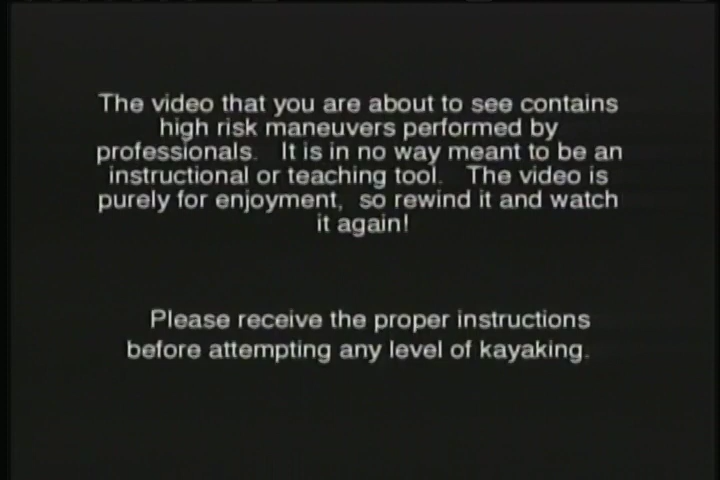 The video that you are about to see contains
high risk maneuvers performed by
professionals.  It is in no way meant to be an
instructional or teaching tool.  The video is
purely for enjoyment,  so rewind it and watch
it again!
Please receive the proper instructions
before attempting any level of kayaking.